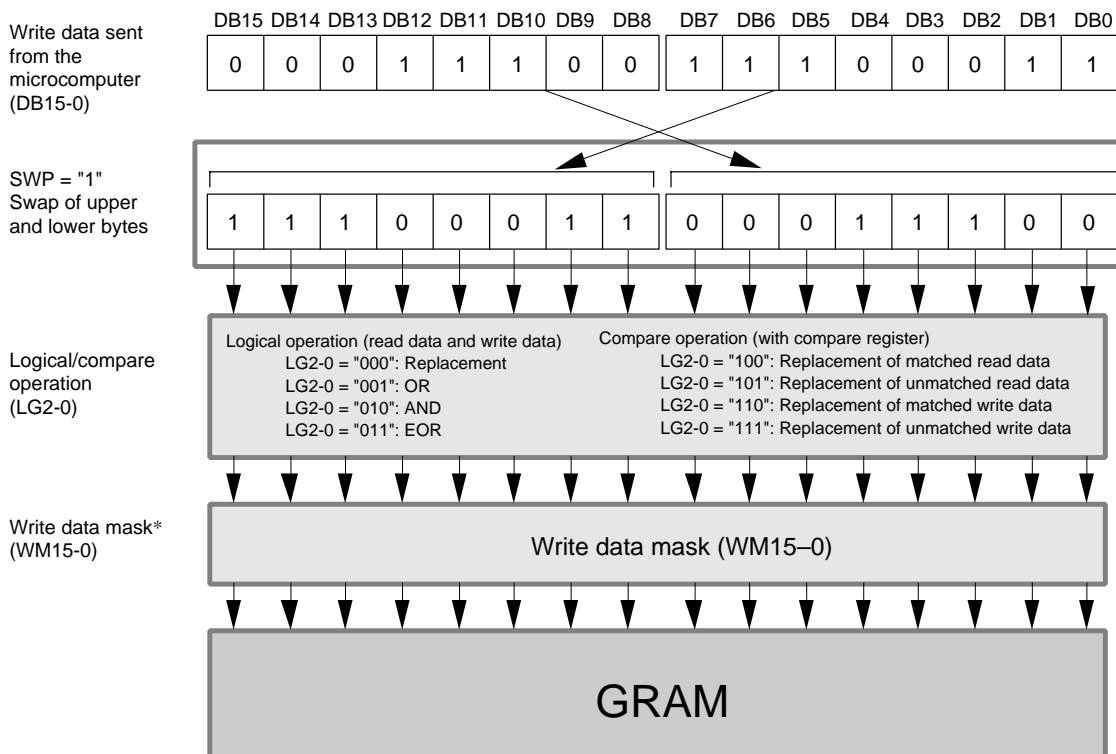 DB15 DB14 DB13 DB12 DB11 DB10 DB9 DB8 DB7 DB6 DB5 DB4 DB3 DB2 DB1 DB0
Write data sent
from the
microcomputer
(DB15-0)
0 0 0 1 1 1 0 0 1 1 1 0 0 0 1 1
SWP = "1"
Swap of upper
and lower bytes
1 1 1 0 0 0 1 1 0 0 0 1 1 1 0 0
Logical/compare
operation
(LG2-0)
Logical operation (read data and write data)
LG2-0 = "000": Replacement
LG2-0 = "001": OR
LG2-0 = "010": AND
LG2-0 = "011": EOR
Compare operation (with compare register)
LG2-0 = "100": Replacement of matched read data
LG2-0 = "101": Replacement of unmatched read data
LG2-0 = "110": Replacement of matched write data
LG2-0 = "111": Replacement of unmatched write data
Write data mask*
(WM15-0)
Write data mask (WM15–0)
GRAM